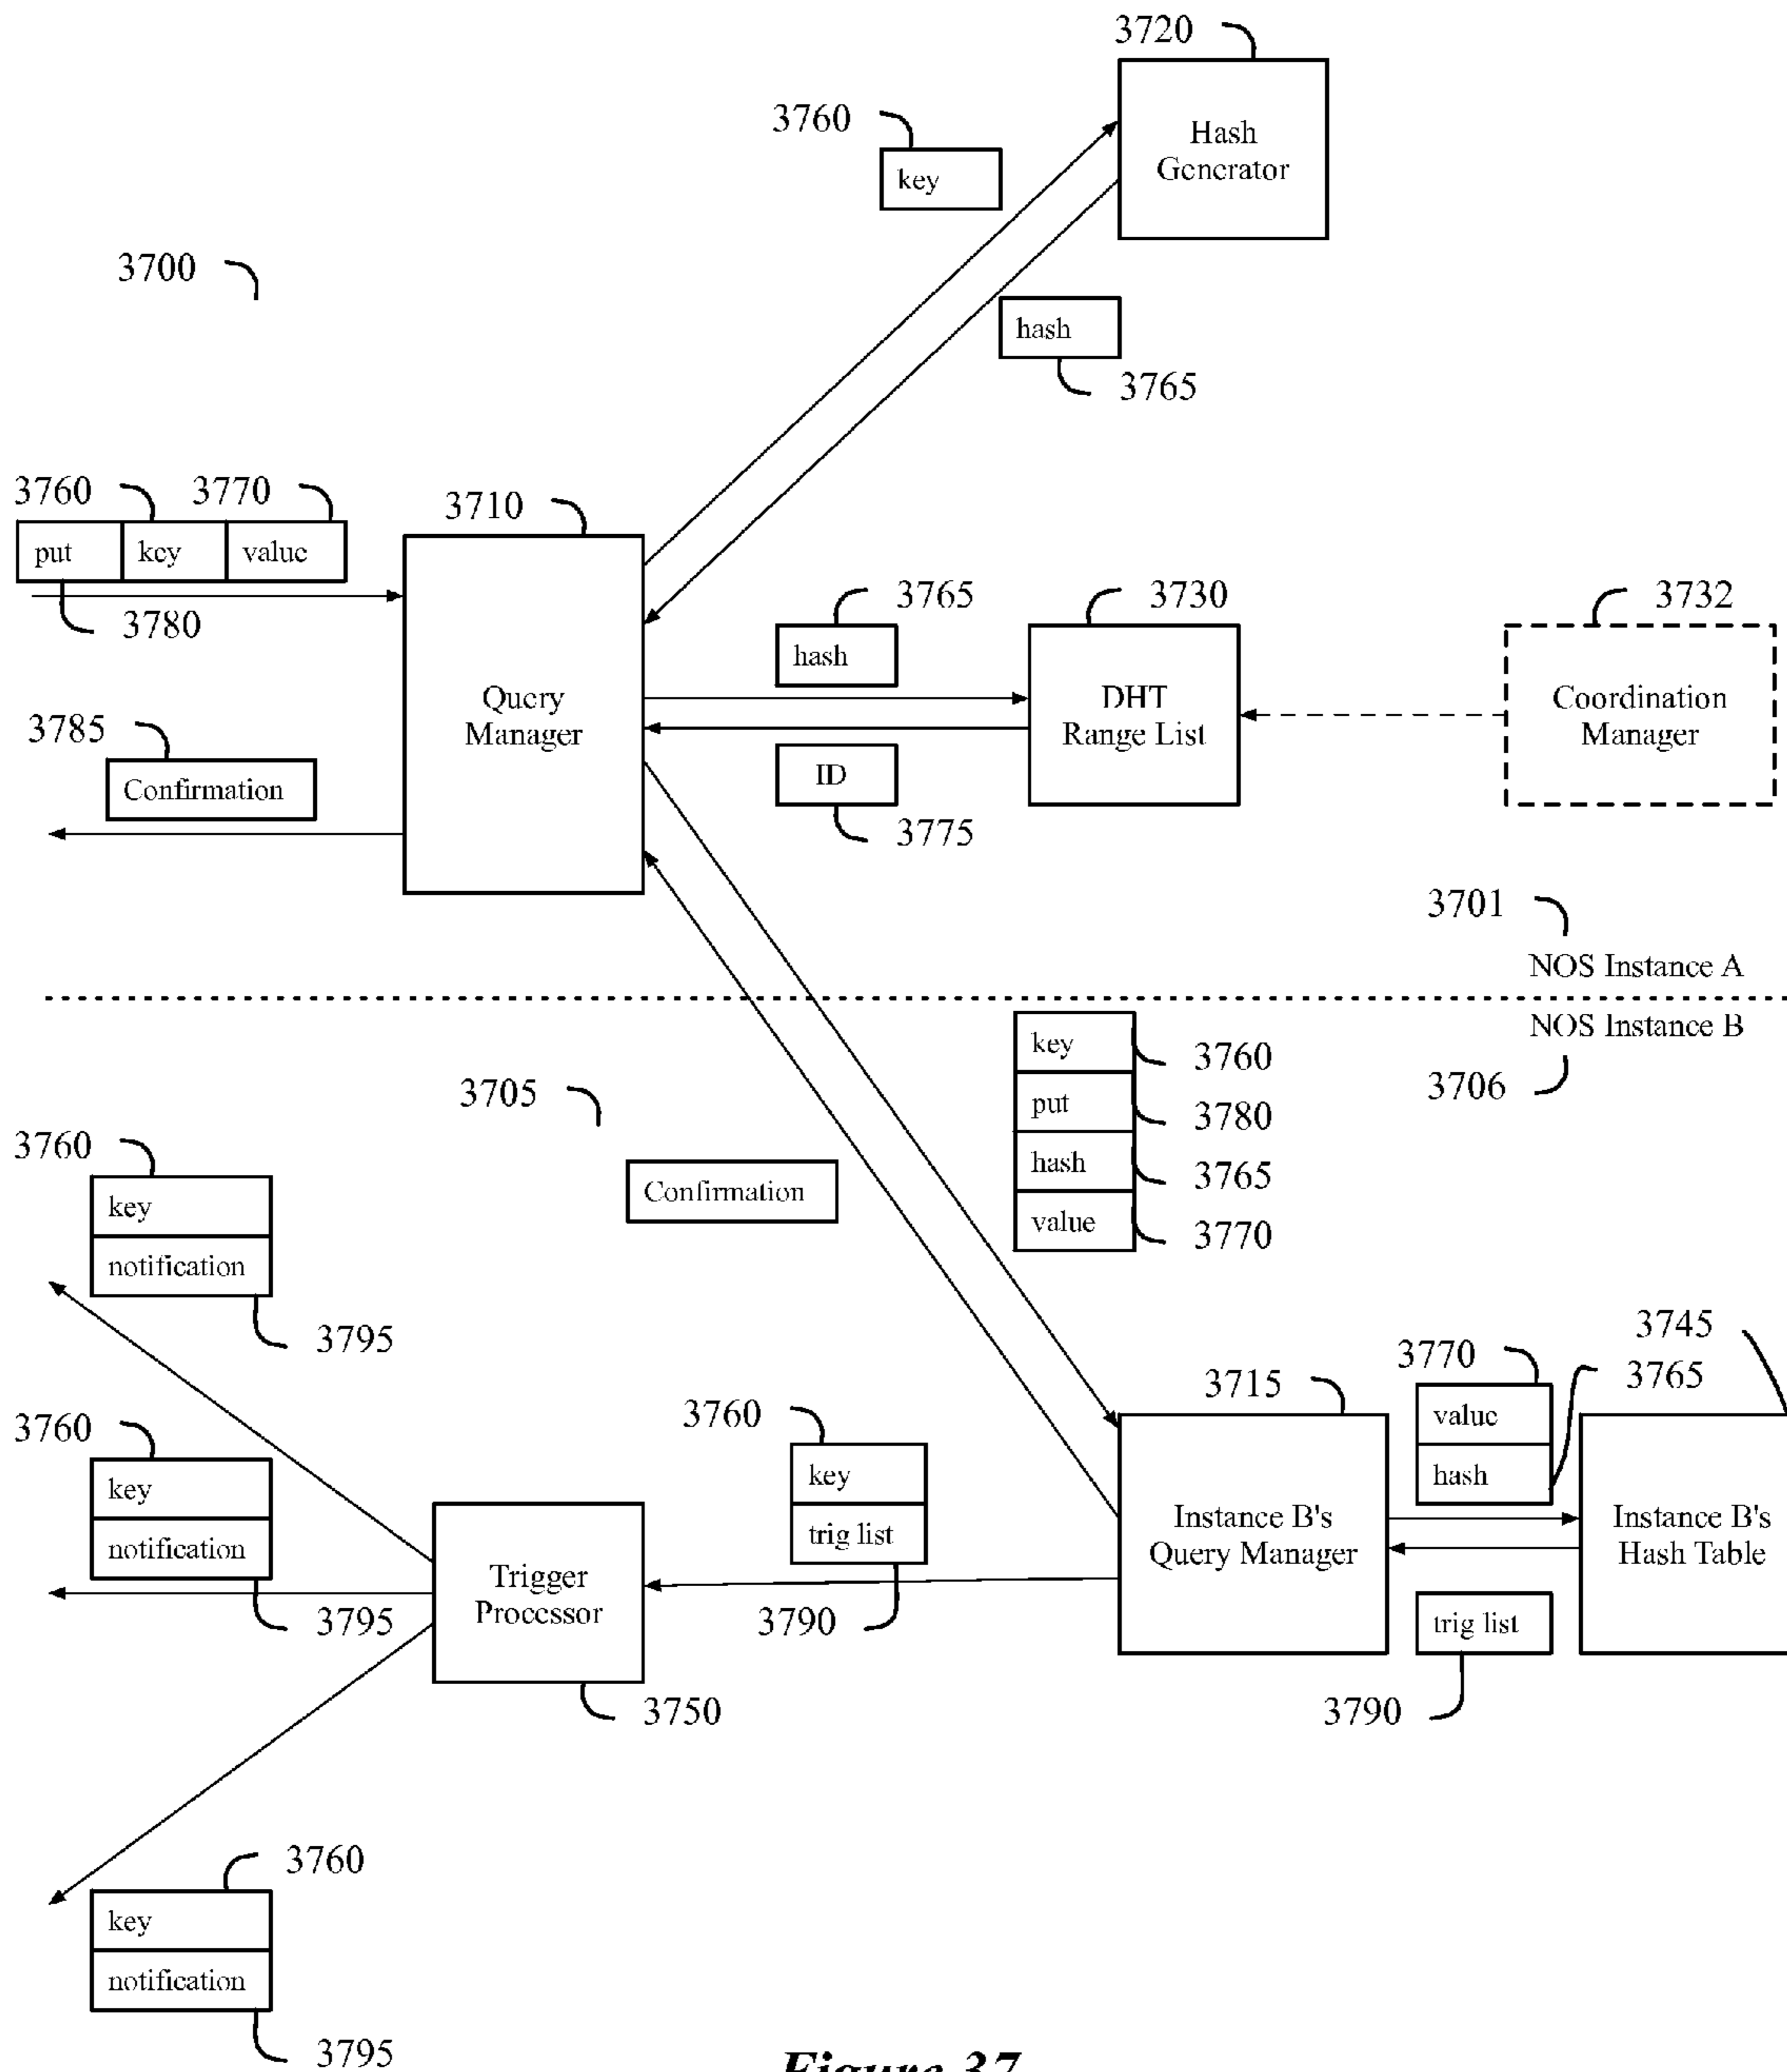 3720
3760
Hash
Generator
key
3700
hash
3765
3760
3770
3710
put
key
value
3780
3765
3730
3732
hash
Query
Manager
DHT
Range List
Coordination
Manager
3785
Confirmation
ID
3775
3701
NOS Instance A
NOS Instance B
3706
key
3760
put
3780
hash
3765
value
3770
3705
Confirmation
3760
key
notification
3795
3745
3770
3765
3715
value
hash
3760
key
trig list
3790
3760
key
notification
3795
Trigger
Processor
3750
Instance B's
Query Manager
Instance B's
Hash Table
trig list
3790
3760
key
notification
3795
Figure 37